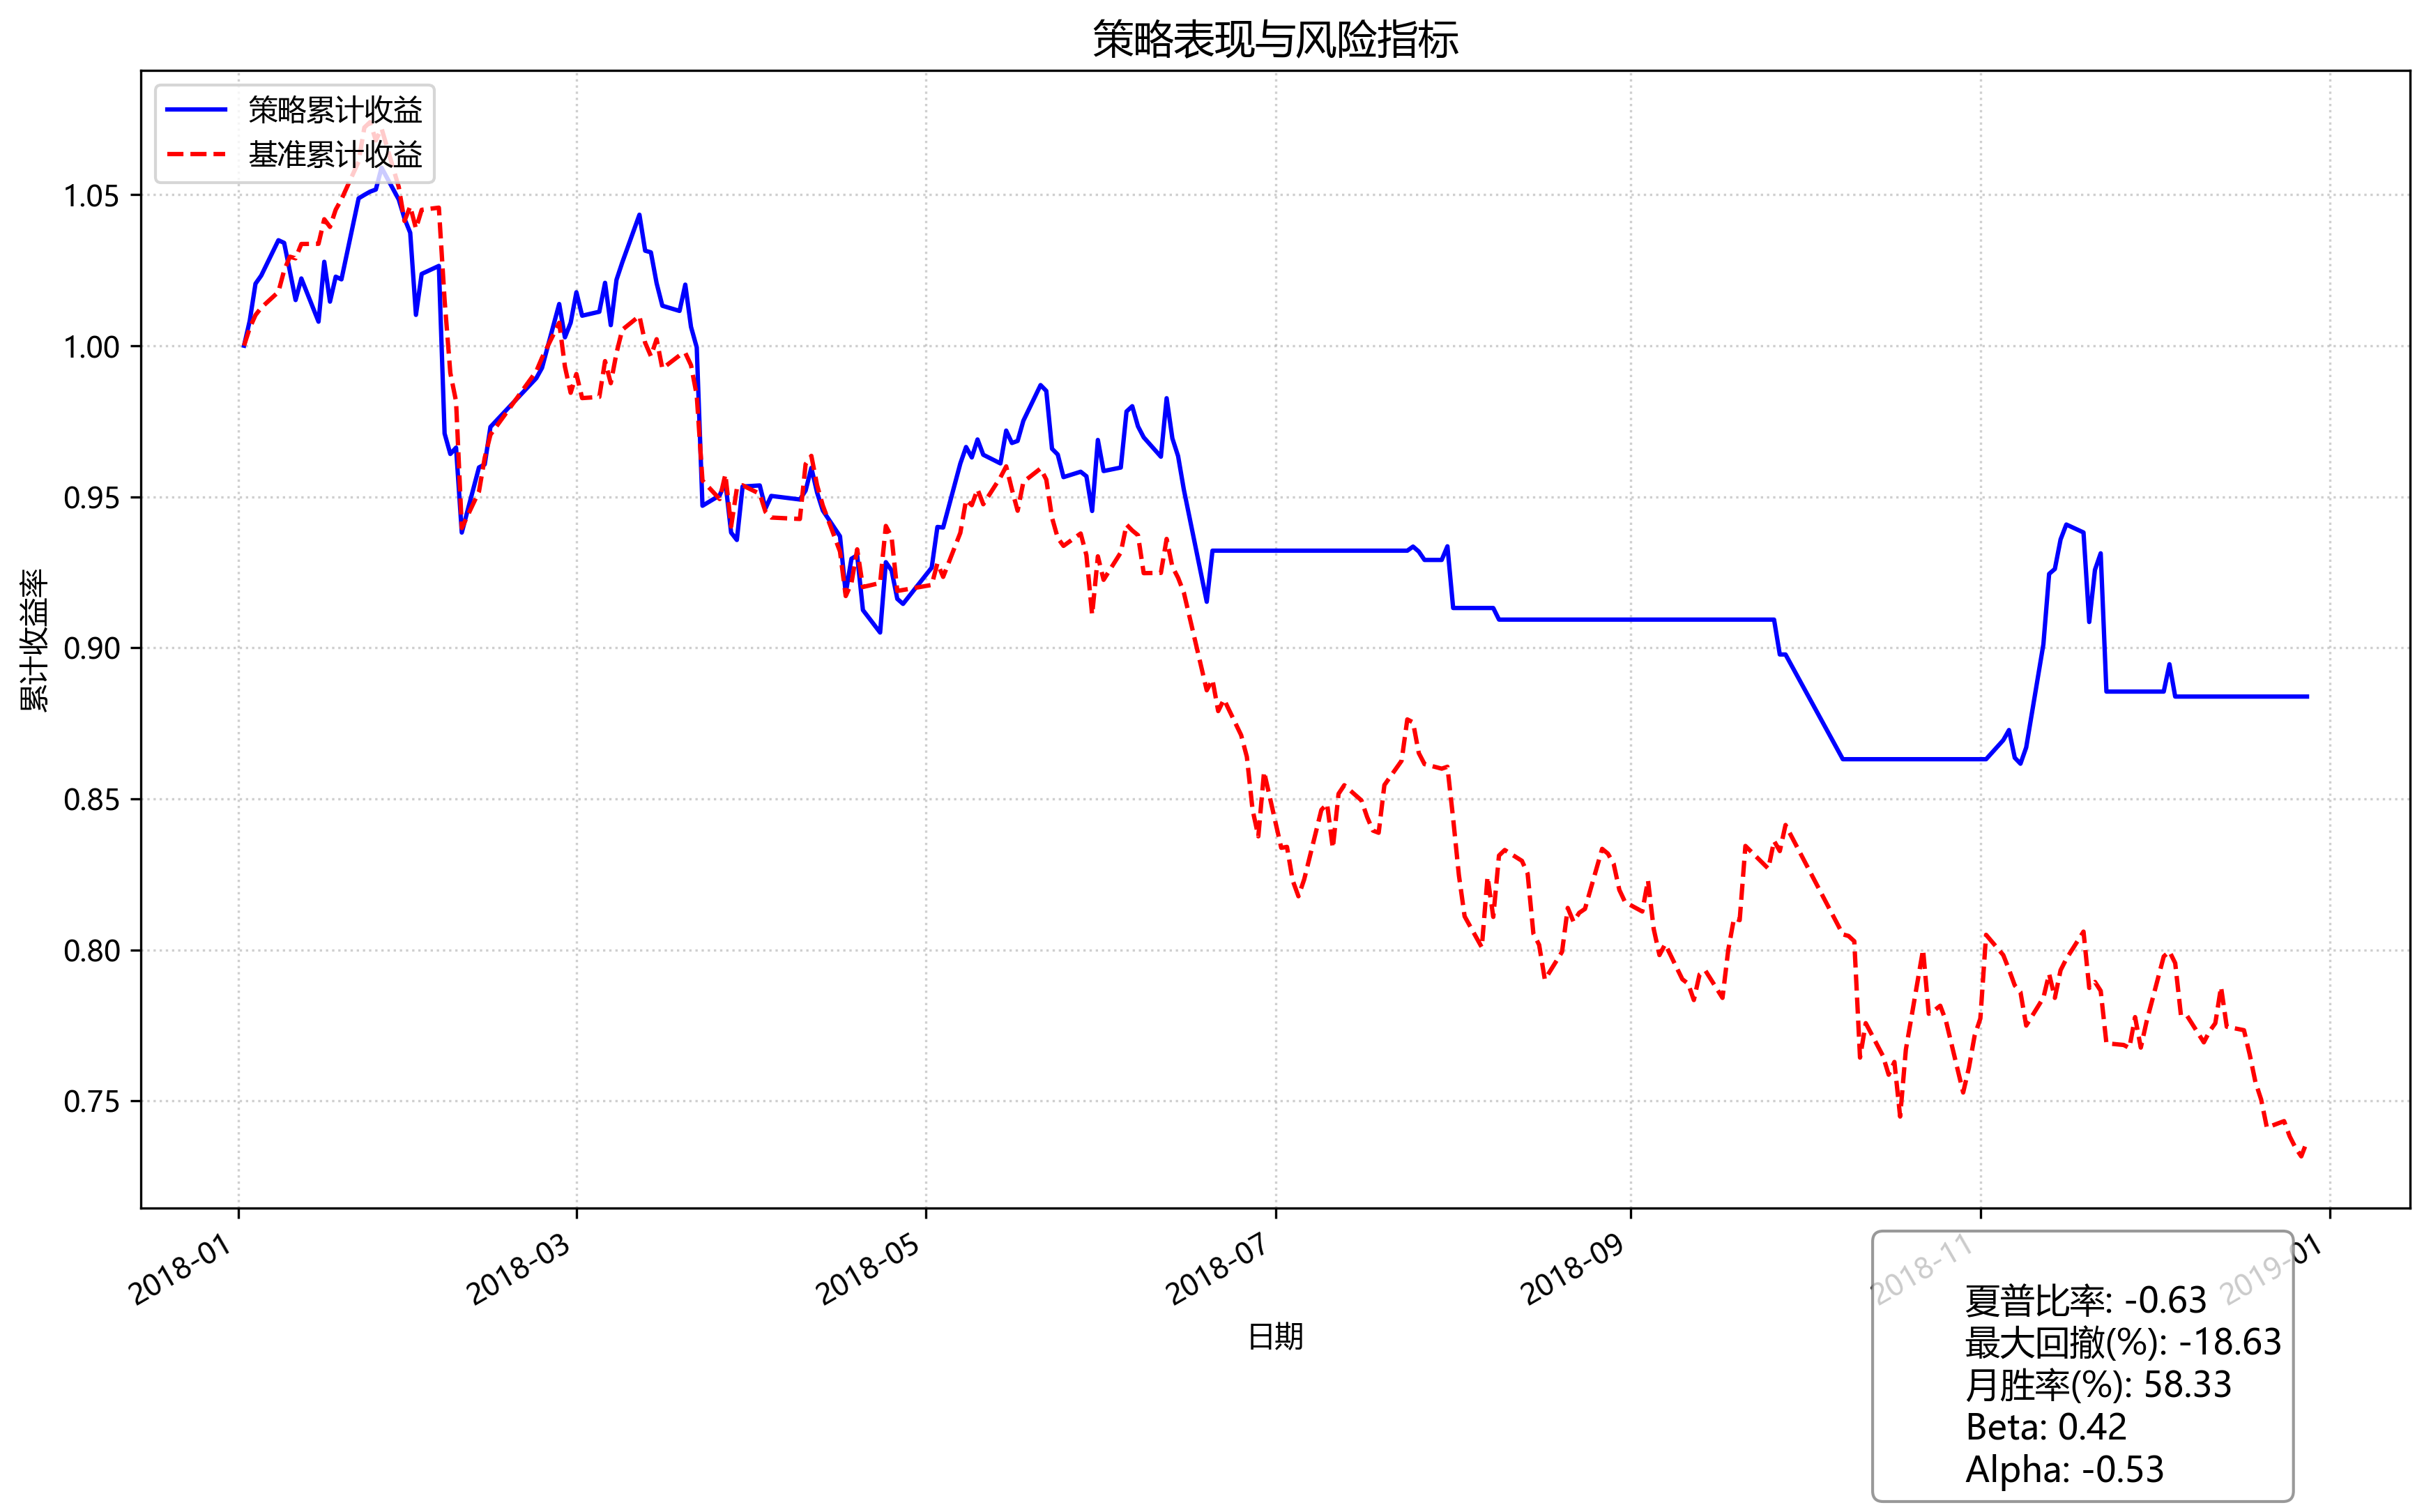 策略表现与风险指标
策略累计收益
基准累计收益
累计收益率
1.05
1.00
0.95
0.90
0.85
0.80
0.75
2018-01
2018-03
2018-05
2018-07
2018-09
2018-11
2019-01
日期
夏普比率: -0.63
最大回撤(%): -18.63
月胜率(%): 58.33
Beta: 0.42
Alpha: -0.53